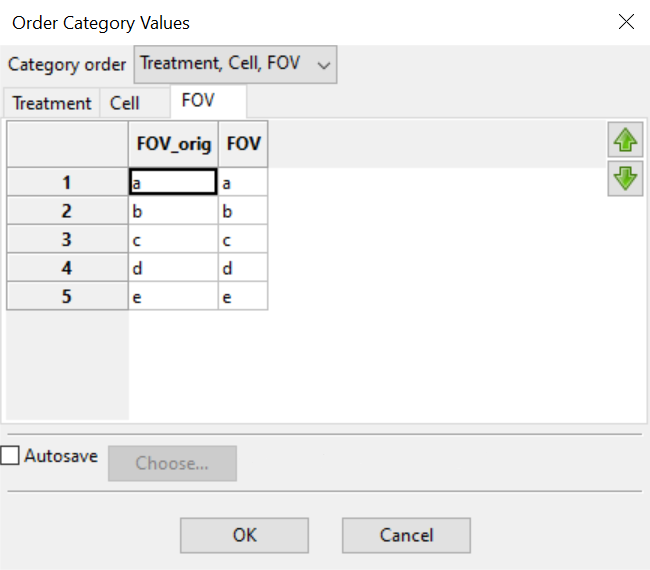 Order Category Values
Category order Treatment, Cell, FOV
Treatment Cell FOV
FOV_orig FOV
1 a a
2 b b
3 c c
4 d d
5 e e
Autosave Choose...
OK Cancel